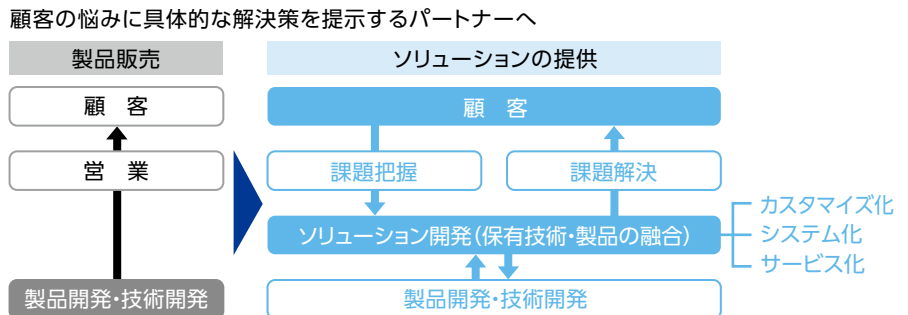 顧客の悩みに具体的な解決策を提示するパートナーへ
製品販売
顧 客
営 業
製品開発・技術開発
ソリューションの提供
顧 客
課題把握
課題解決
ソリューション開発(保有技術・製品の融合)
カスタマイズ化
システム化
サービス化
製品開発・技術開発